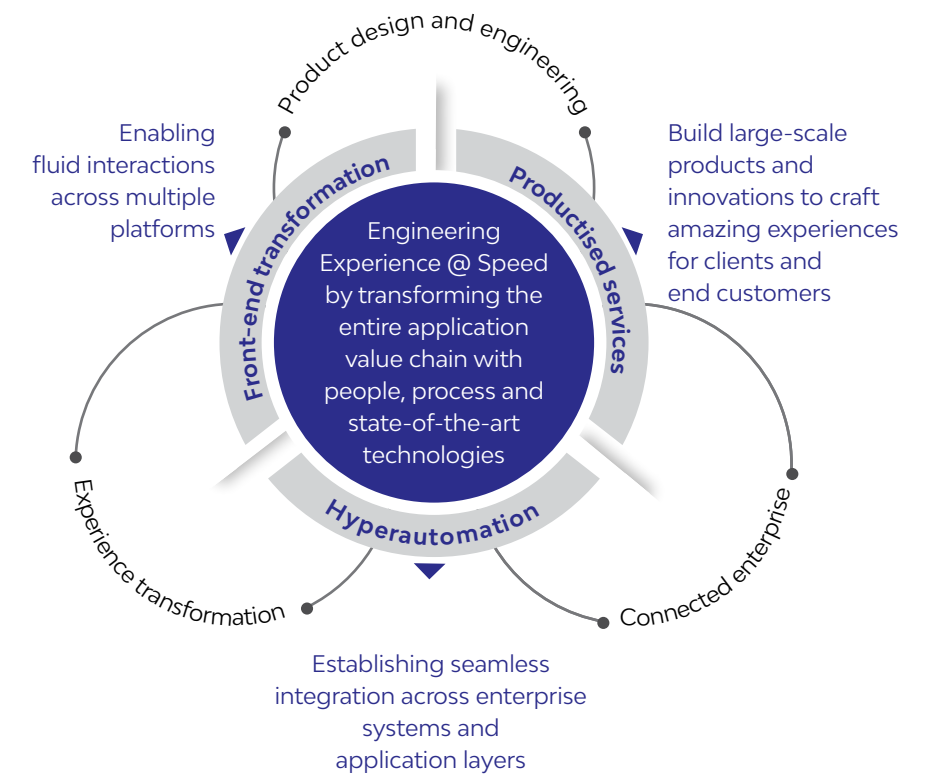 Product design and engineering
Enabling
fluid interactions
across multiple
platforms
Build large-scale
products and
innovations to craft
amazing experiences
for clients and
end customers
Front-end transformation
Productised services
Engineering
Experience @ Speed
by transforming the
entire application
value chain with
people, process and
state-of-the-art
technologies
Hyperautomation
Experience transformation
Connected enterprise
Establishing seamless
integration across enterprise
systems and
application layers